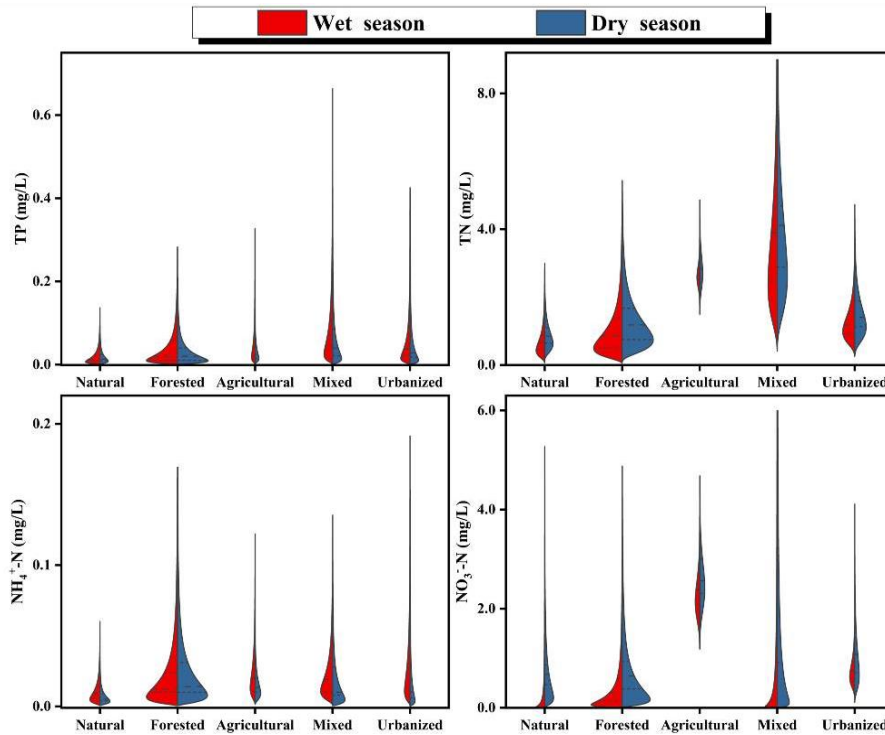 Wet season Dry season
TP (mg/L)
0.6
0.4
0.2
0.0
Natural Forested Agricultural Mixed Urbanized
TN (mg/L)
8.0
4.0
0.0
Natural Forested Agricultural Mixed Urbanized
NH₄⁺-N (mg/L)
0.2
0.1
0.0
Natural Forested Agricultural Mixed Urbanized
NO₃⁻-N (mg/L)
6.0
4.0
2.0
0.0
Natural Forested Agricultural Mixed Urbanized